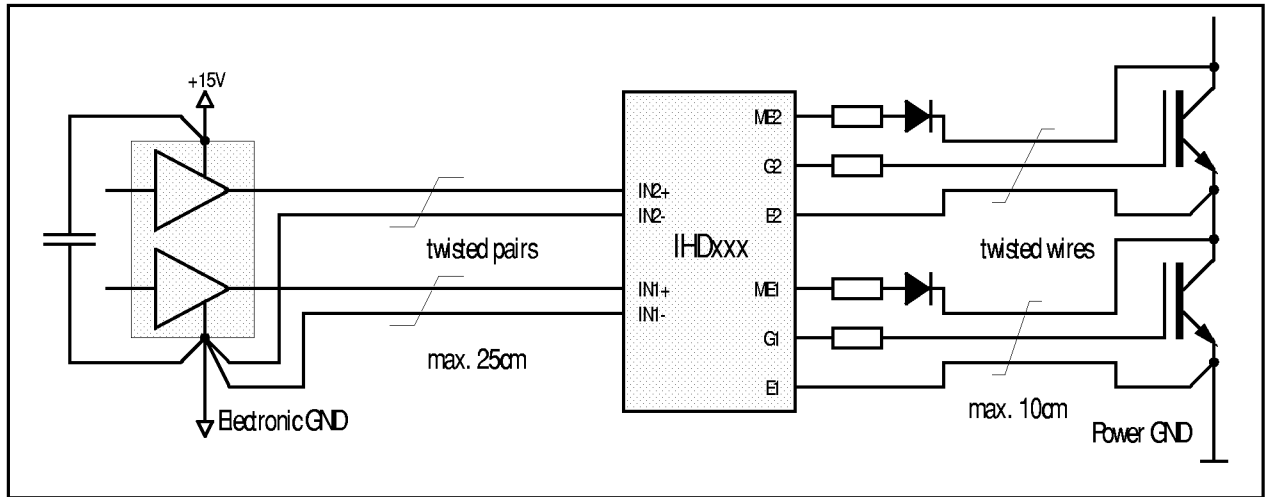 +15V
ME2
G2
IN2+
IN2-
E2
twisted pairs
IHDxxx
twisted wires
IN1+
ME1
IN1-
G1
max. 25cm
E1
max. 10cm
Electronic GND
Power GND